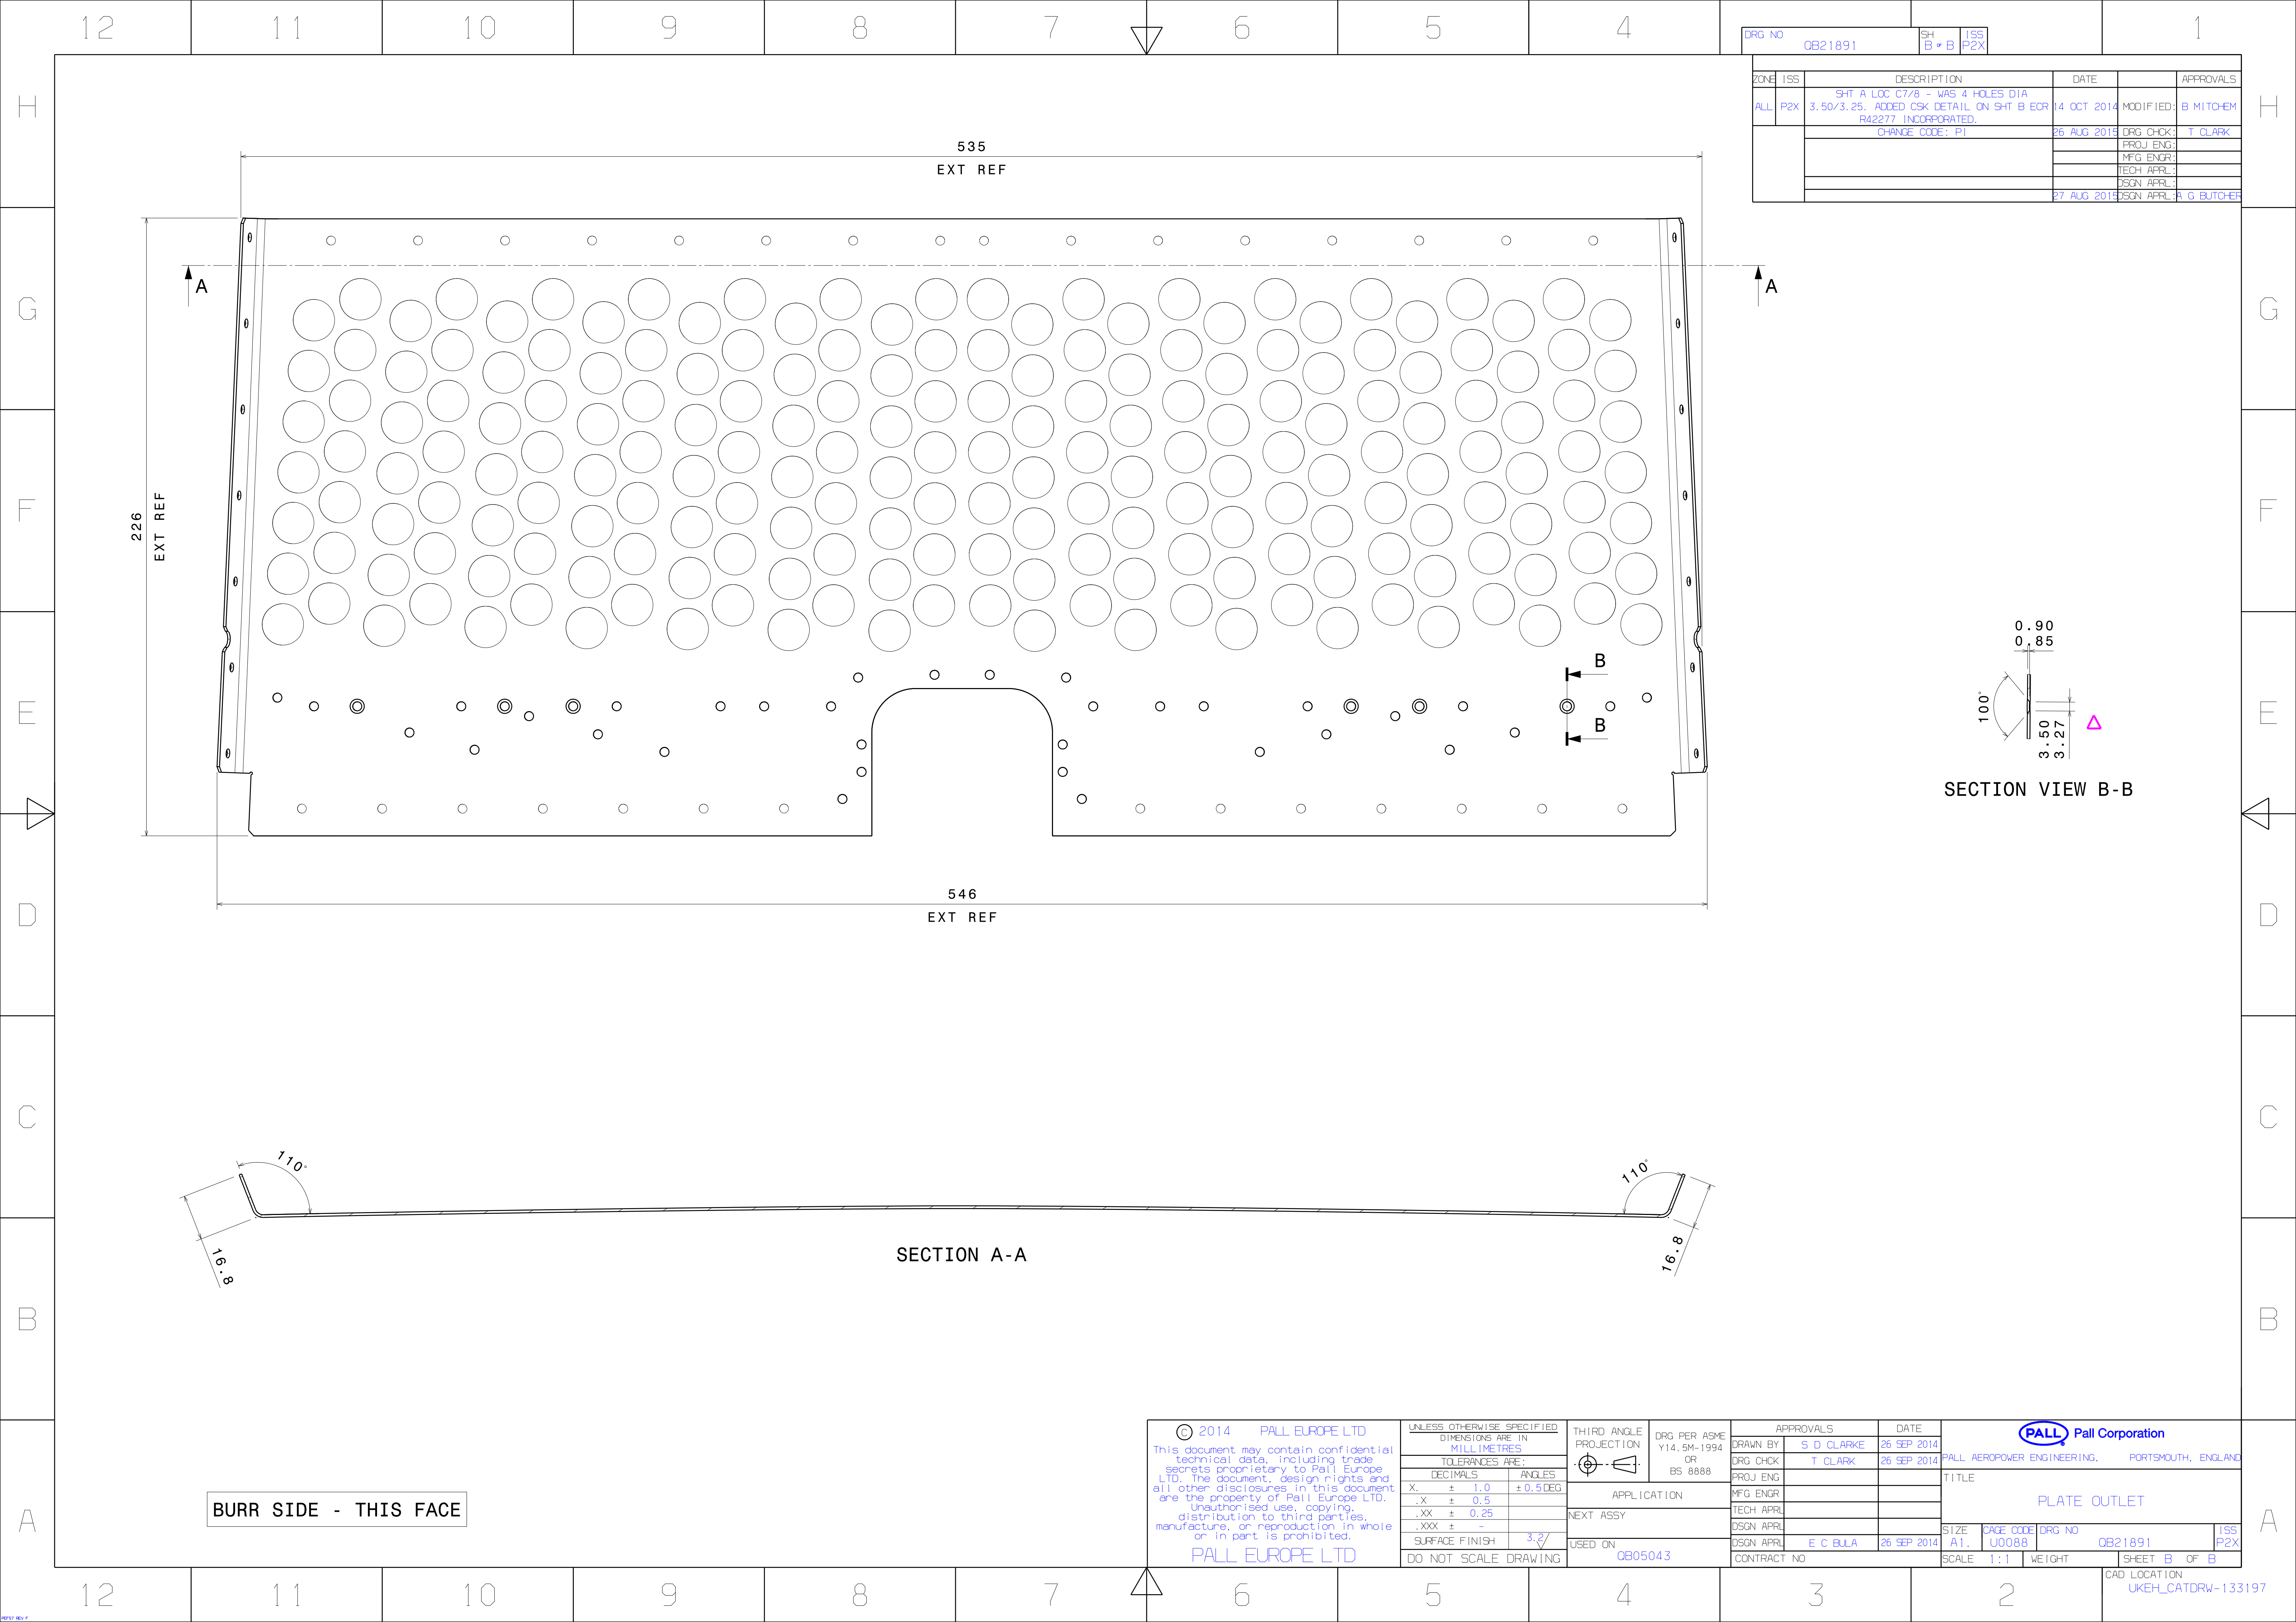 12 11 10 9 8 7 6 5 4 1
DRG NO
QB21891
SH
B OF B
ISS
P2X
ZONE ISS DESCRIPTION DATE APPROVALS
ALL P2X
SHT A LOC C7/8 - WAS 4 HOLES DIA
3.50/3.25. ADDED CSK DETAIL ON SHT B ECR
R42277 INCORPORATED.
14 OCT 2014 MODIFIED: B MITCHEM
CHANGE CODE: PI
26 AUG 2015 DRG CHCK: T CLARK
PROJ ENG:
MFG ENGR:
TECH APRL:
DSGN APRL:
27 AUG 2015 DSGN APRL: A G BUTCHER
H H
G G
F F
E E
D D
C C
B B
A A
535
EXT REF
A A
226
EXT REF
B
B
546
EXT REF
0.90
0.85
100°
3.50
3.27
SECTION VIEW B-B
110°
110°
16.8
16.8
SECTION A-A
BURR SIDE - THIS FACE
© 2014 PALL EUROPE LTD
This document may contain confidential
technical data, including trade
secrets proprietary to Pall Europe
LTD. The document, design rights and
all other disclosures in this document
are the property of Pall Europe LTD.
Unauthorised use, copying,
distribution to third parties,
manufacture, or reproduction in whole
or in part is prohibited.
PALL EUROPE LTD
UNLESS OTHERWISE SPECIFIED
DIMENSIONS ARE IN
MILLIMETRES
TOLERANCES ARE:
DECIMALS ANGLES
X. ± 1.0 ± 0.5 DEG
.X ± 0.5
.XX ± 0.25
.XXX ± -
SURFACE FINISH 3.2
DO NOT SCALE DRAWING
THIRD ANGLE
PROJECTION
DRG PER ASME
Y14.5M-1994
OR
BS 8888
APPLICATION
NEXT ASSY
USED ON
QB05043
APPROVALS DATE
DRAWN BY S D CLARKE 26 SEP 2014
DRG CHCK T CLARK 26 SEP 2014
PROJ ENG
MFG ENGR
TECH APRL
DSGN APRL
DSGN APRL E C BULA 26 SEP 2014
CONTRACT NO
PALL Pall Corporation
PALL AEROPOWER ENGINEERING, PORTSMOUTH, ENGLAND
TITLE
PLATE OUTLET
SIZE
A1.
CAGE CODE
U0088
DRG NO
QB21891
ISS
P2X
SCALE 1:1 WEIGHT SHEET B OF B
CAD LOCATION
UKEH_CATDRW-133197
12 11 10 9 8 7 6 5 4 3 2